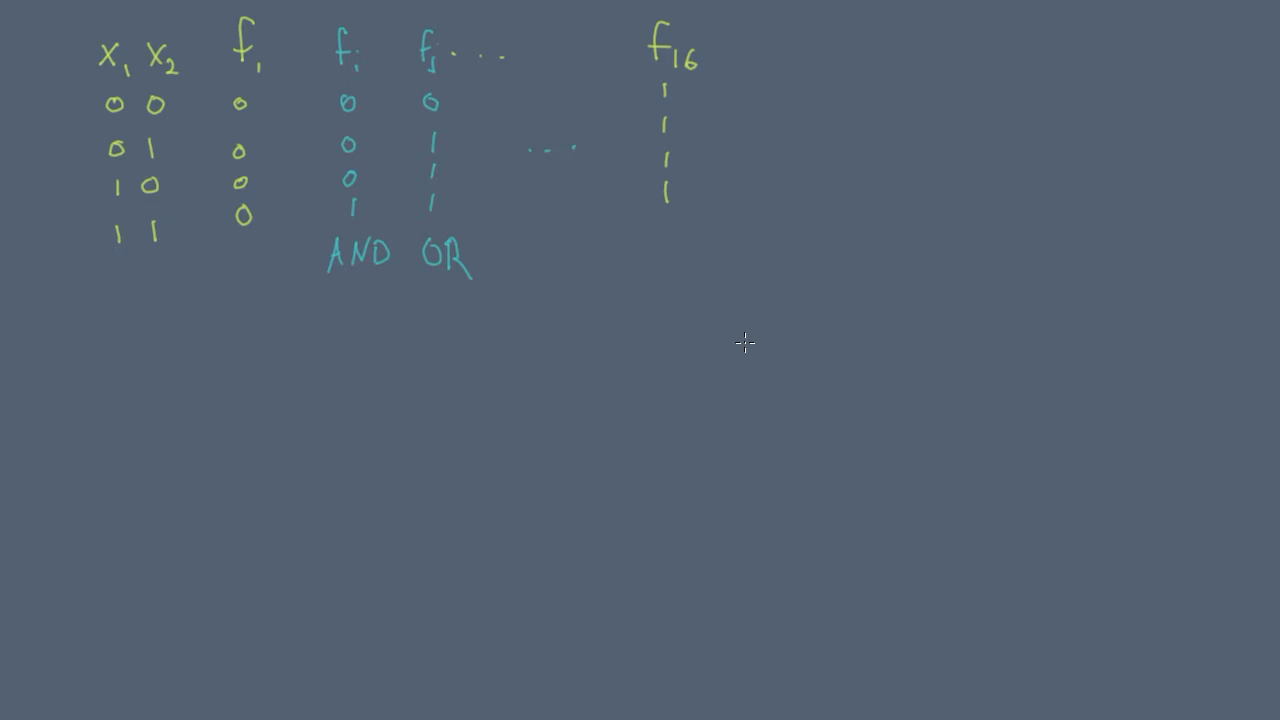 x₁ x₂ f₁ fᵢ fⱼ ... f₁₆
0 0 0 0 0 1
0 1 0 0 1 ... 1
1 0 0 0 1 1
1 1 0 1 1 1
AND OR